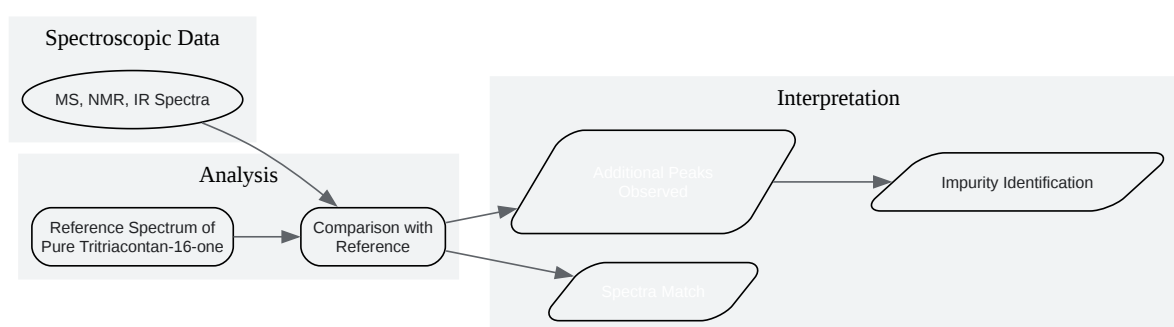 Spectroscopic Data
MS, NMR, IR Spectra
Analysis
Reference Spectrum of
Pure Tritriacontan-16-one
Comparison with
Reference
Interpretation
Additional Peaks
Observed
Impurity Identification
Spectra Match